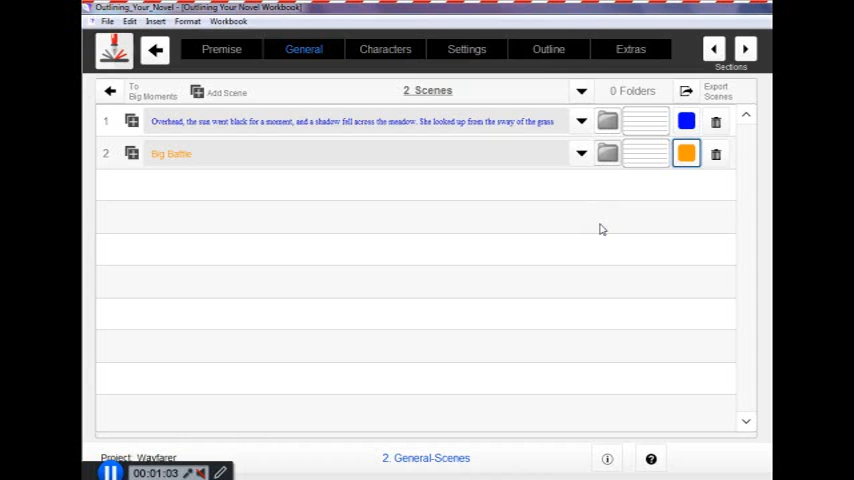 Outlining_Your_Novel - [Outlining Your Novel Workbook]
File Edit Insert Format Workbook
Premise General Characters Settings Outline Extras
Sections
To
Big Moments
Add Scene
2 Scenes
0 Folders
Export
Scenes
1 Overhead, the sun went black for a moment, and a shadow fell across the meadow. She looked up from the sway of the grass
2 Big Battle
Project: Wayfarer
2. General-Scenes
00:01:03